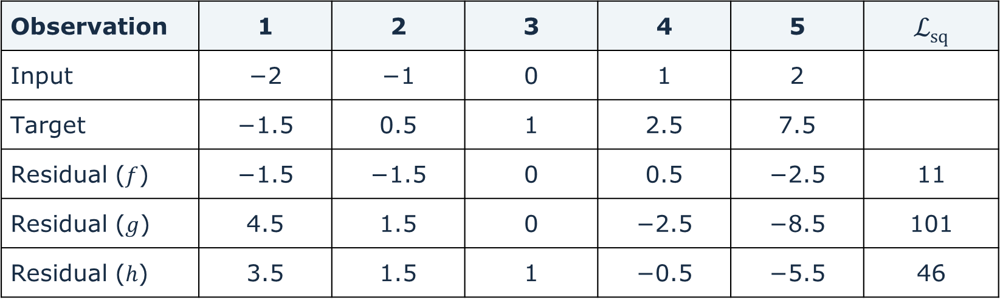 Observation 1 2 3 4 5 ℒsq
Input −2 −1 0 1 2
Target −1.5 0.5 1 2.5 7.5
Residual (f) −1.5 −1.5 0 0.5 −2.5 11
Residual (g) 4.5 1.5 0 −2.5 −8.5 101
Residual (h) 3.5 1.5 1 −0.5 −5.5 46